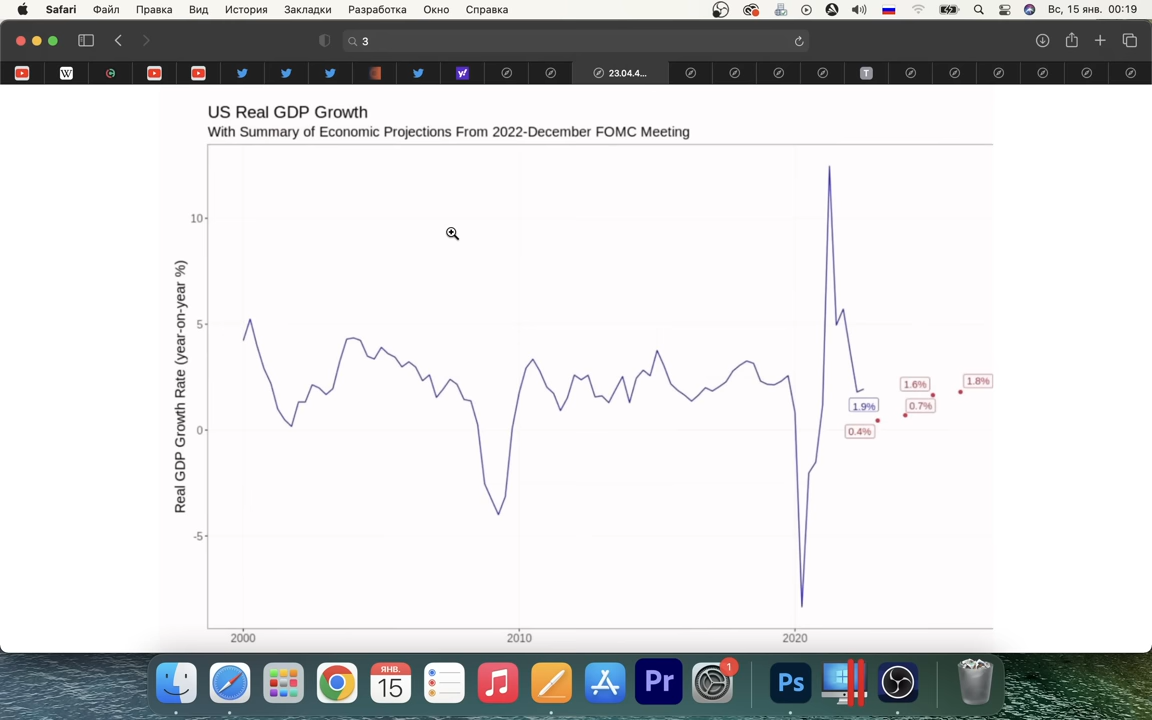 Safari Файл Правка Вид История Закладки Разработка Окно Справка Вс, 15 янв. 00:19
3
W 23.04.4... T
US Real GDP Growth
With Summary of Economic Projections From 2022-December FOMC Meeting
Real GDP Growth Rate (year-on-year %)
10
5
0
-5
1.9%
0.4%
1.6%
0.7%
1.8%
2000 2010 2020
ЯНВ.
15
Pr
1
Ps